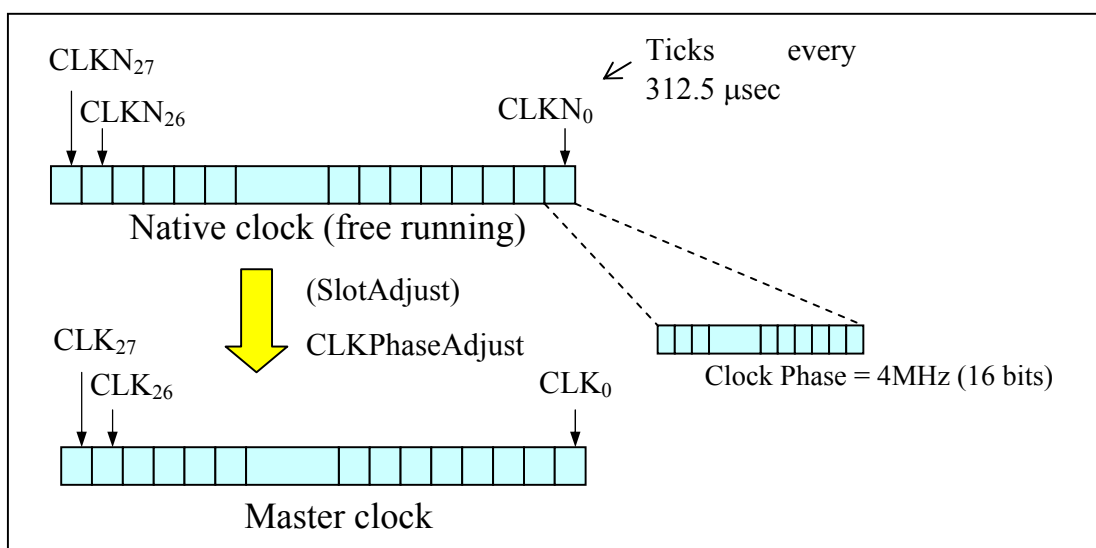 CLKN27
CLKN26
CLKN0
Ticks every
312.5 μsec
Native clock (free running)
(SlotAdjust)
CLKPhaseAdjust
Clock Phase = 4MHz (16 bits)
CLK27
CLK26
CLK0
Master clock